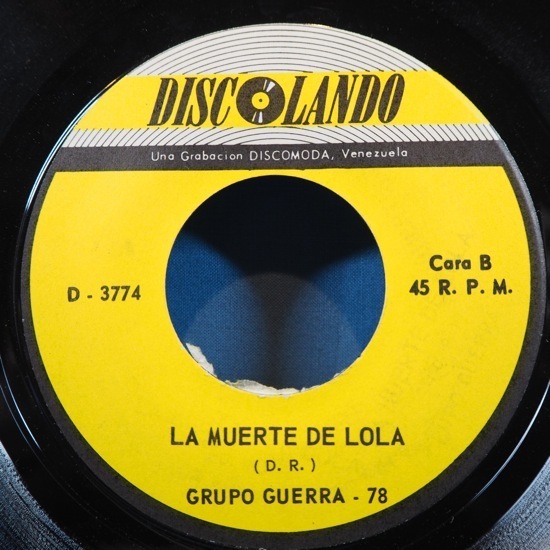 DISCOLANDO
Una Grabacion DISCOMODA, Venezuela
D - 3774
Cara B
45 R. P. M.
LA MUERTE DE LOLA
( D. R. )
GRUPO GUERRA - 78